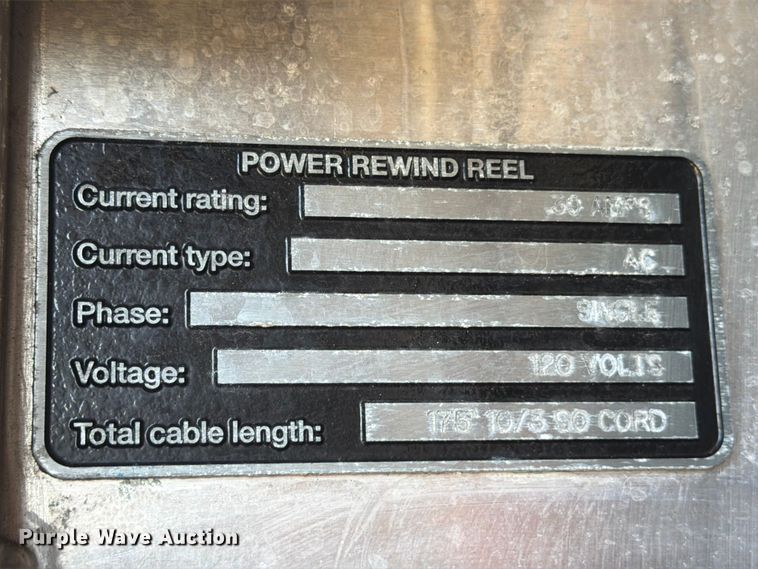 POWER REWIND REEL
Current rating: 30 AMPS
Current type: AC
Phase: SINGLE
Voltage: 120 VOLTS
Total cable length: 175' 10/3 SO CORD
Purple Wave Auction